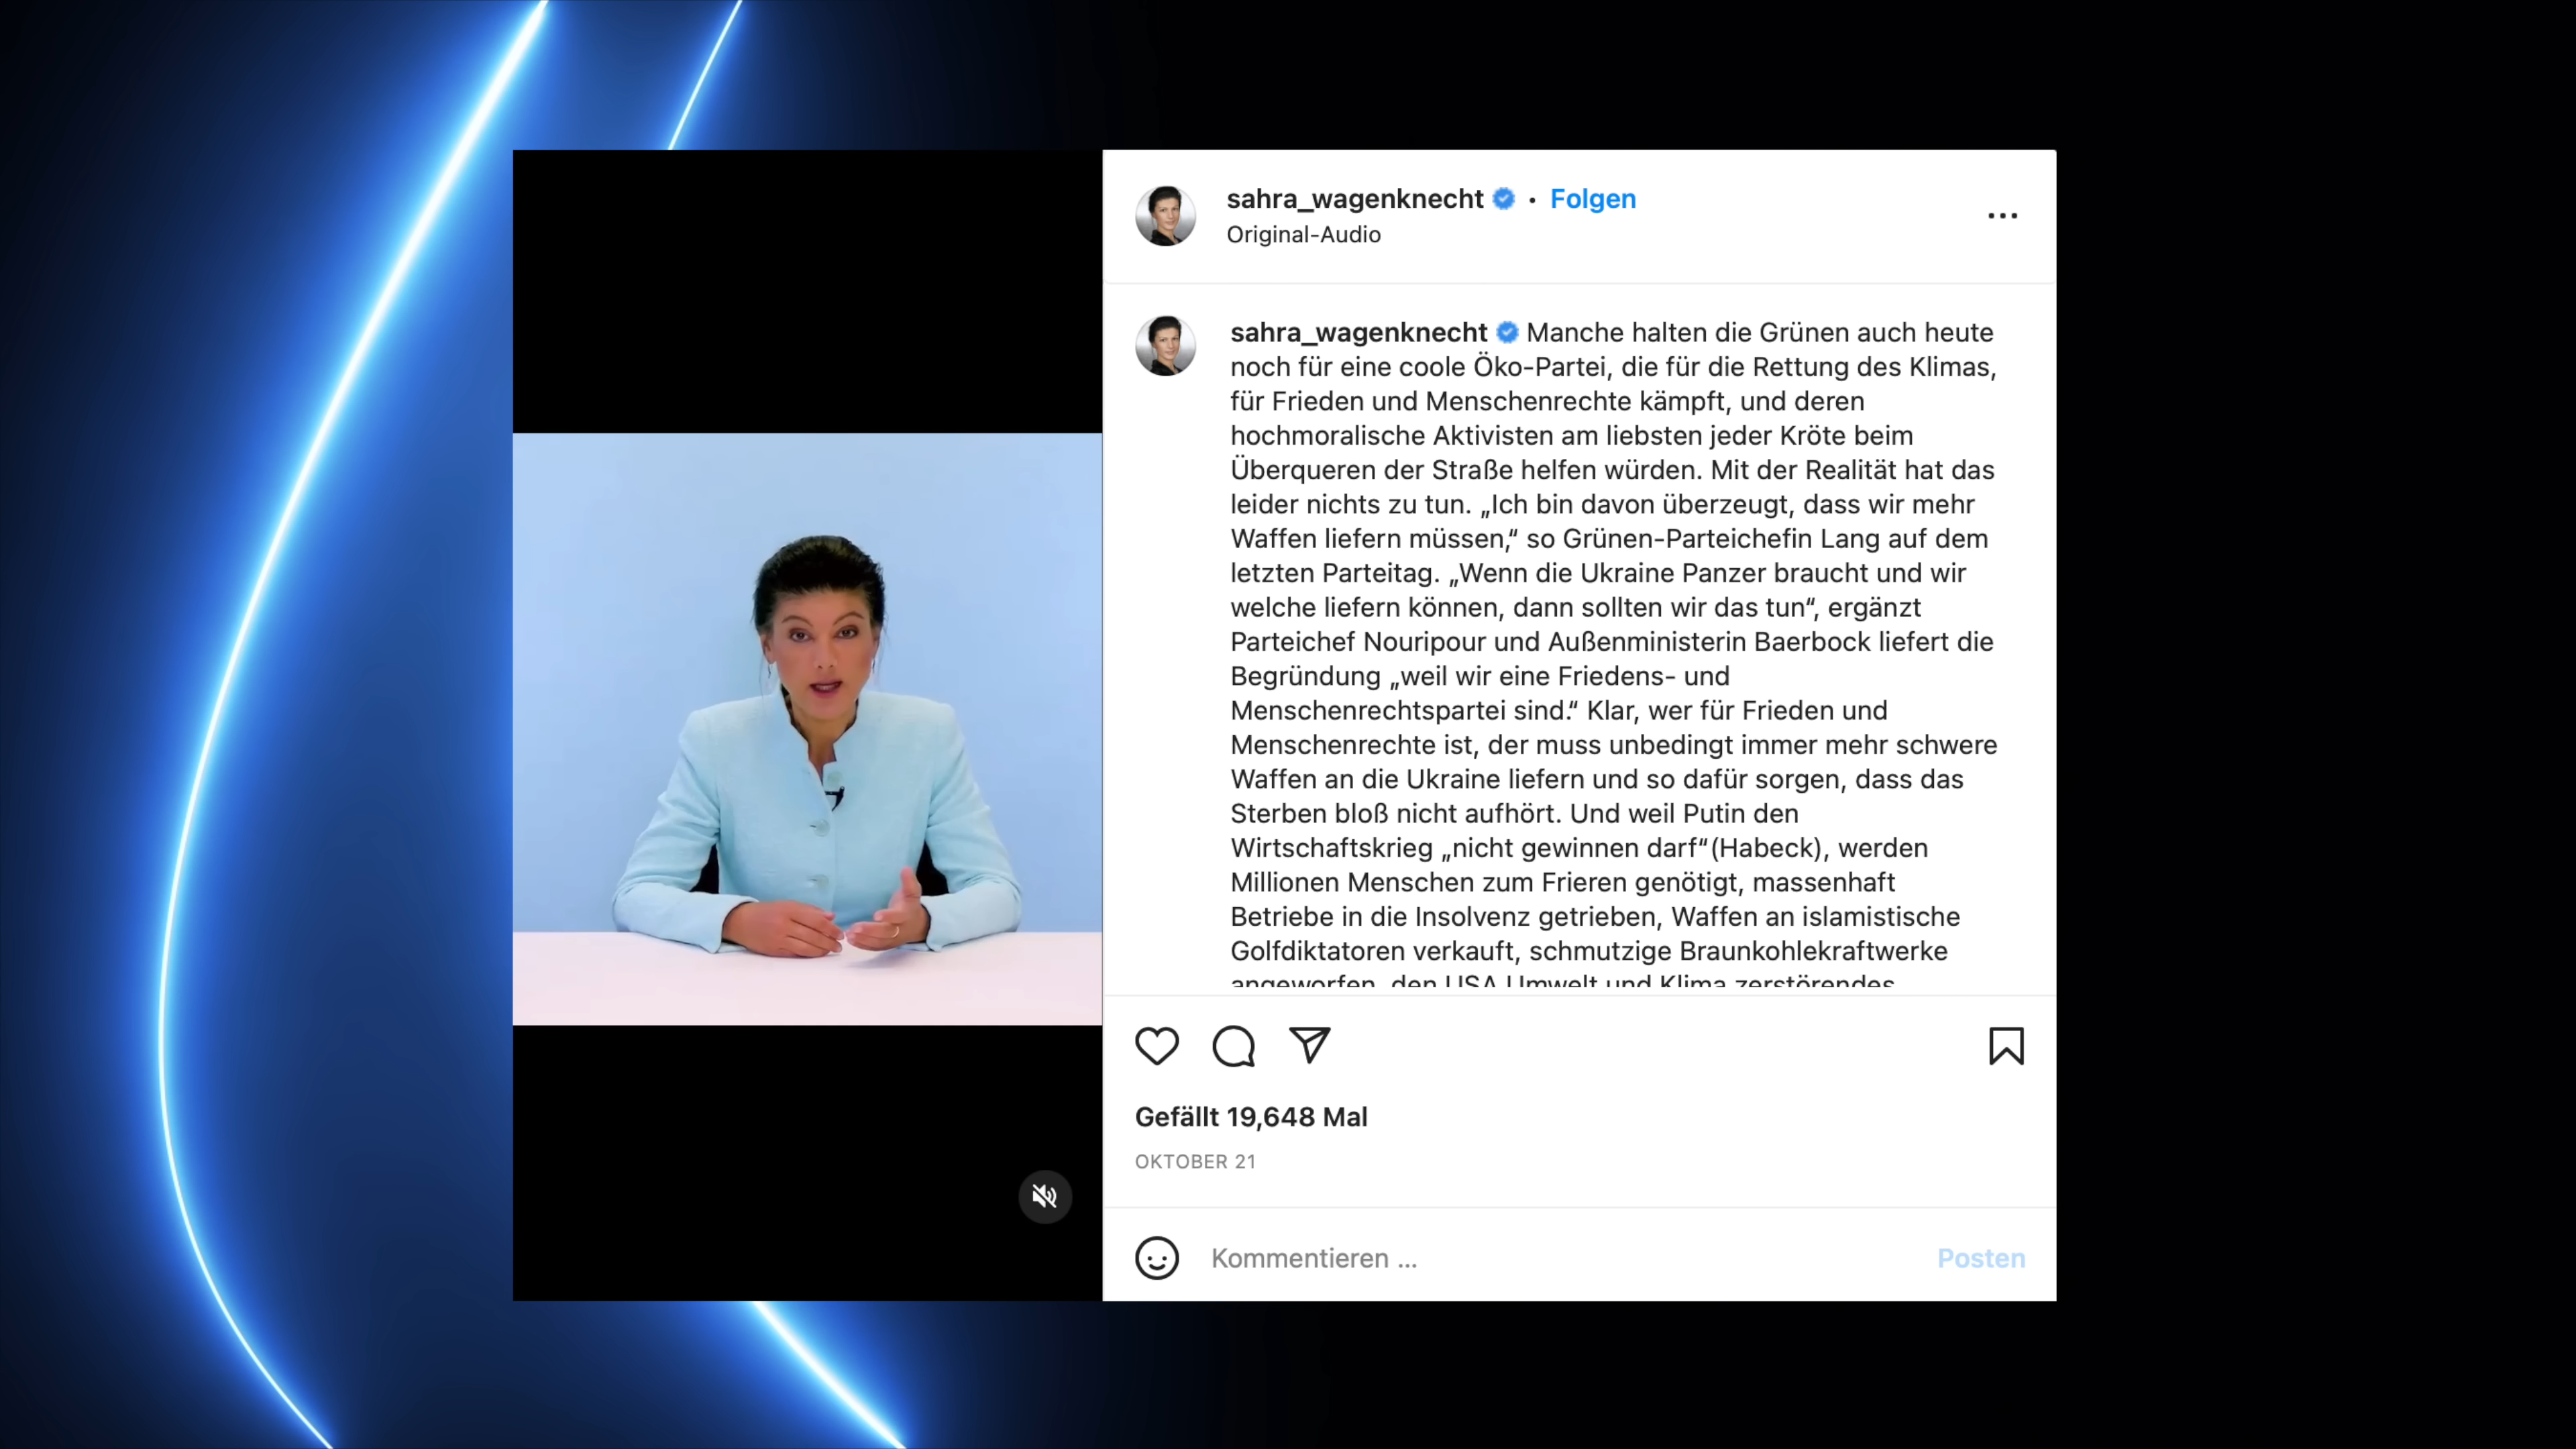 sahra_wagenknecht • Folgen
Original-Audio
sahra_wagenknecht Manche halten die Grünen auch heute
noch für eine coole Öko-Partei, die für die Rettung des Klimas,
für Frieden und Menschenrechte kämpft, und deren
hochmoralische Aktivisten am liebsten jeder Kröte beim
Überqueren der Straße helfen würden. Mit der Realität hat das
leider nichts zu tun. „Ich bin davon überzeugt, dass wir mehr
Waffen liefern müssen,“ so Grünen-Parteichefin Lang auf dem
letzten Parteitag. „Wenn die Ukraine Panzer braucht und wir
welche liefern können, dann sollten wir das tun“, ergänzt
Parteichef Nouripour und Außenministerin Baerbock liefert die
Begründung „weil wir eine Friedens- und
Menschenrechtspartei sind.“ Klar, wer für Frieden und
Menschenrechte ist, der muss unbedingt immer mehr schwere
Waffen an die Ukraine liefern und so dafür sorgen, dass das
Sterben bloß nicht aufhört. Und weil Putin den
Wirtschaftskrieg „nicht gewinnen darf“(Habeck), werden
Millionen Menschen zum Frieren genötigt, massenhaft
Betriebe in die Insolvenz getrieben, Waffen an islamistische
Golfdiktatoren verkauft, schmutzige Braunkohlekraftwerke
angeworfen, den USA Umwelt und Klima zerstörendes
Gefällt 19,648 Mal
OKTOBER 21
Kommentieren ...
Posten